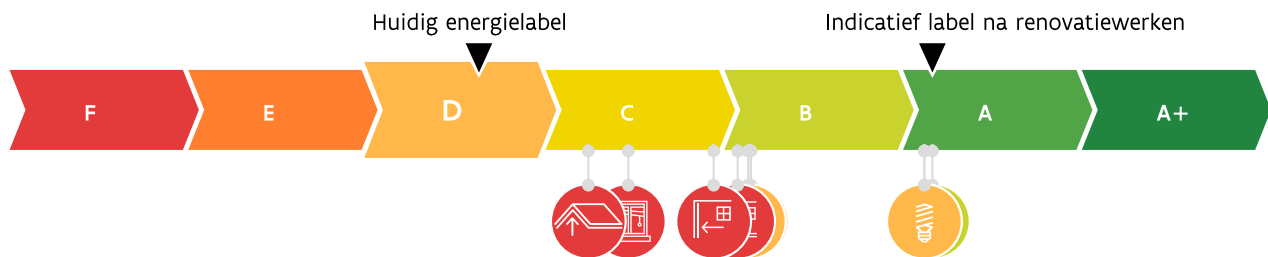 Huidig energielabel
Indicatief label na renovatiewerken
F
E
D
C
B
A
A+